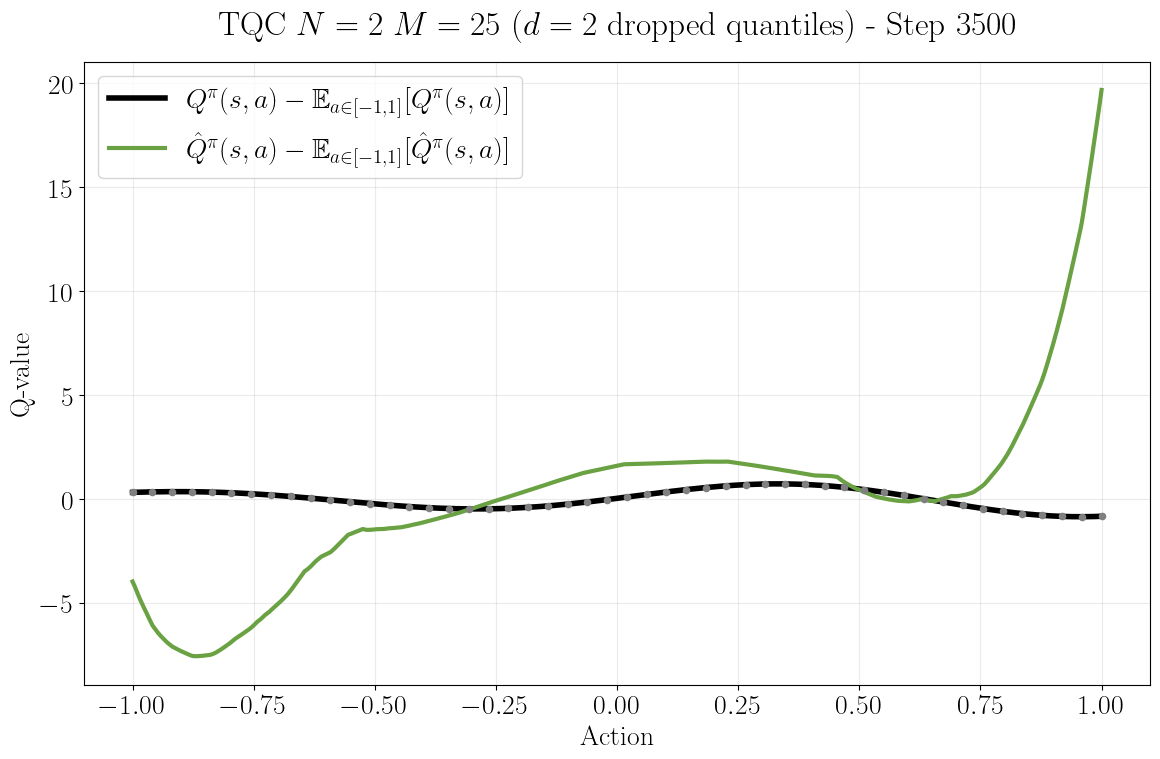 TQC N = 2 M = 25 (d = 2 dropped quantiles) - Step 3500
Q^π(s, a) − 𝔼_{a∈[−1,1]}[Q^π(s, a)]
Q̂^π(s, a) − 𝔼_{a∈[−1,1]}[Q̂^π(s, a)]
20
15
10
5
0
−5
Q-value
−1.00 −0.75 −0.50 −0.25 0.00 0.25 0.50 0.75 1.00
Action